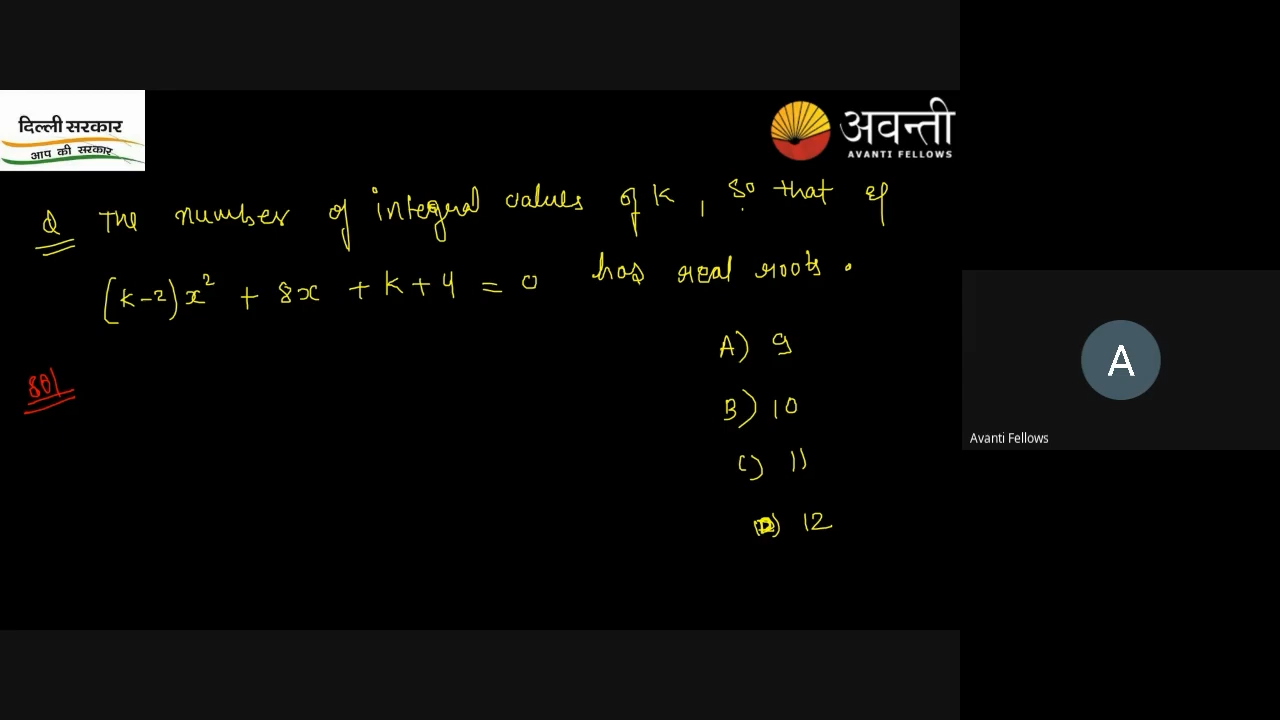 दिल्ली सरकार
आप की सरकार
अवन्ती
AVANTI FELLOWS
Q The number of integral values of K, so that of
(k-2)x² + 8x + k + 4 = 0 has real roots.
A) 9
B) 10
C) 11
D) 12
Sol
A
Avanti Fellows